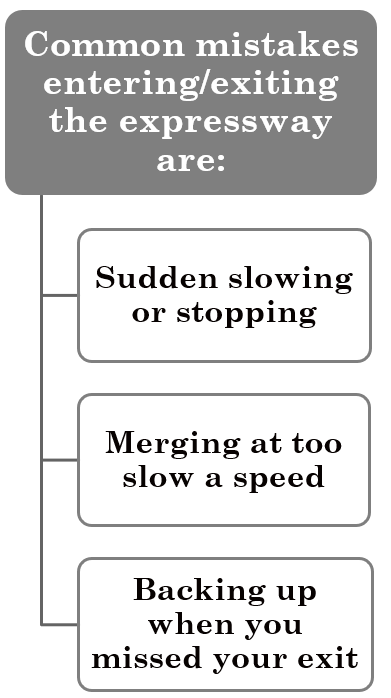 Common mistakes
entering/exiting
the expressway
are:
Sudden slowing
or stopping
Merging at too
slow a speed
Backing up
when you
missed your exit